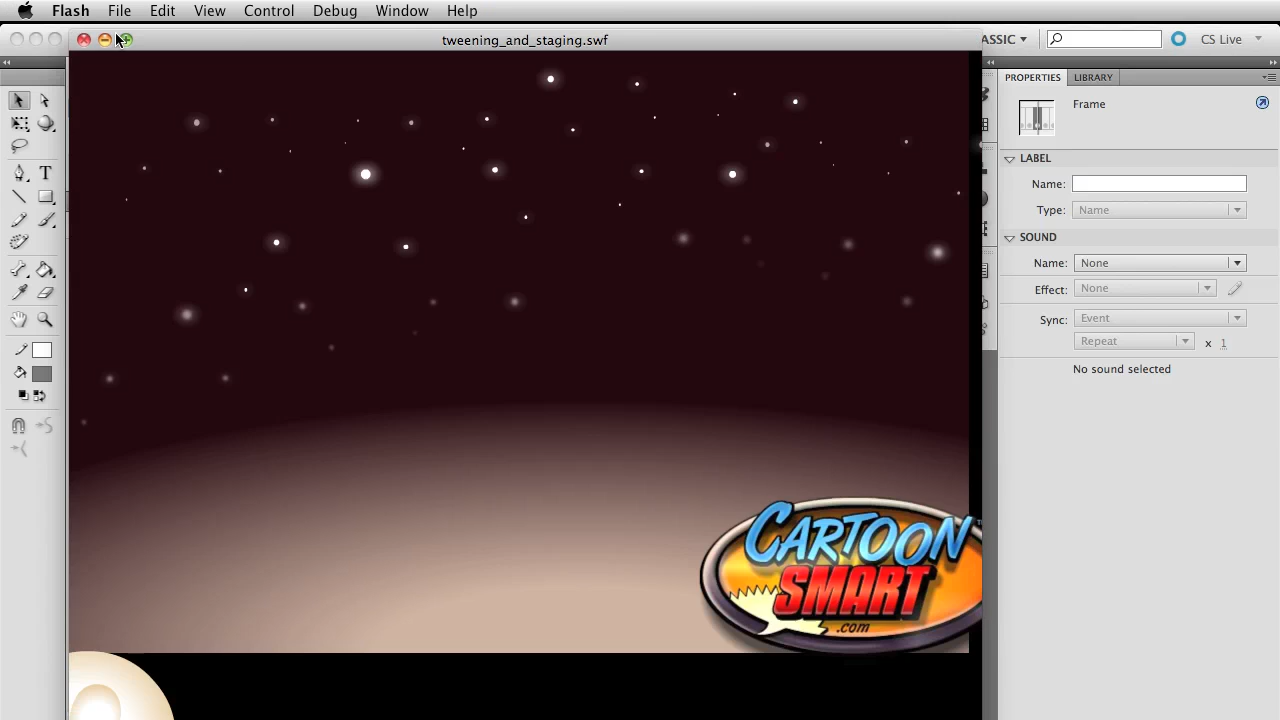 Flash File Edit View Control Debug Window Help
tweening_and_staging.swf
ASSIC CS Live
PROPERTIES LIBRARY
Frame
LABEL
Name:
Type: Name
SOUND
Name: None
Effect: None
Sync: Event
Repeat x 1
No sound selected
T
CARTOON
SMART
.com